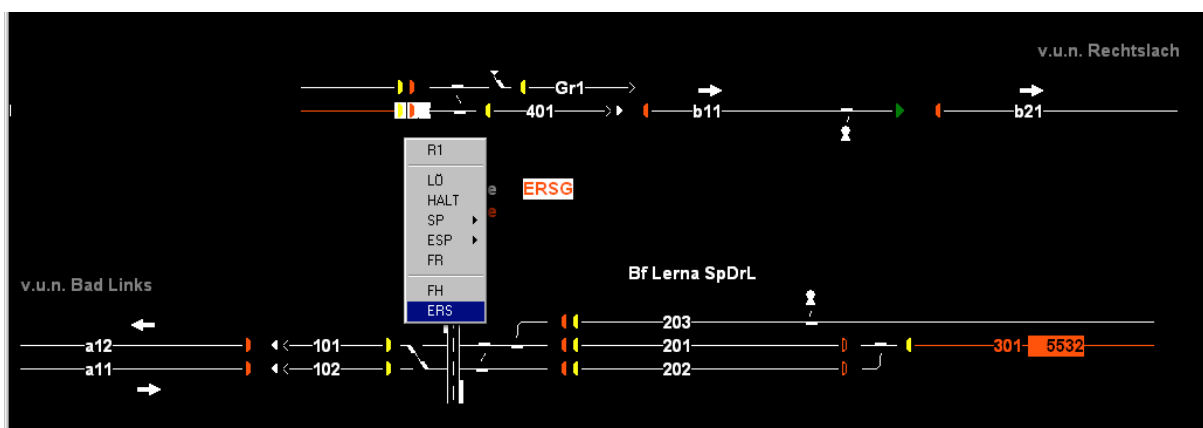 v.u.n. Rechtslach
Gr1
401 b11 b21
R1
LÖ
HALT
SP
ESP
FR
FH
ERS
e ERSG
e
Bf Lerna SpDrL
v.u.n. Bad Links
203
a12 101 201 301 5532
a11 102 202